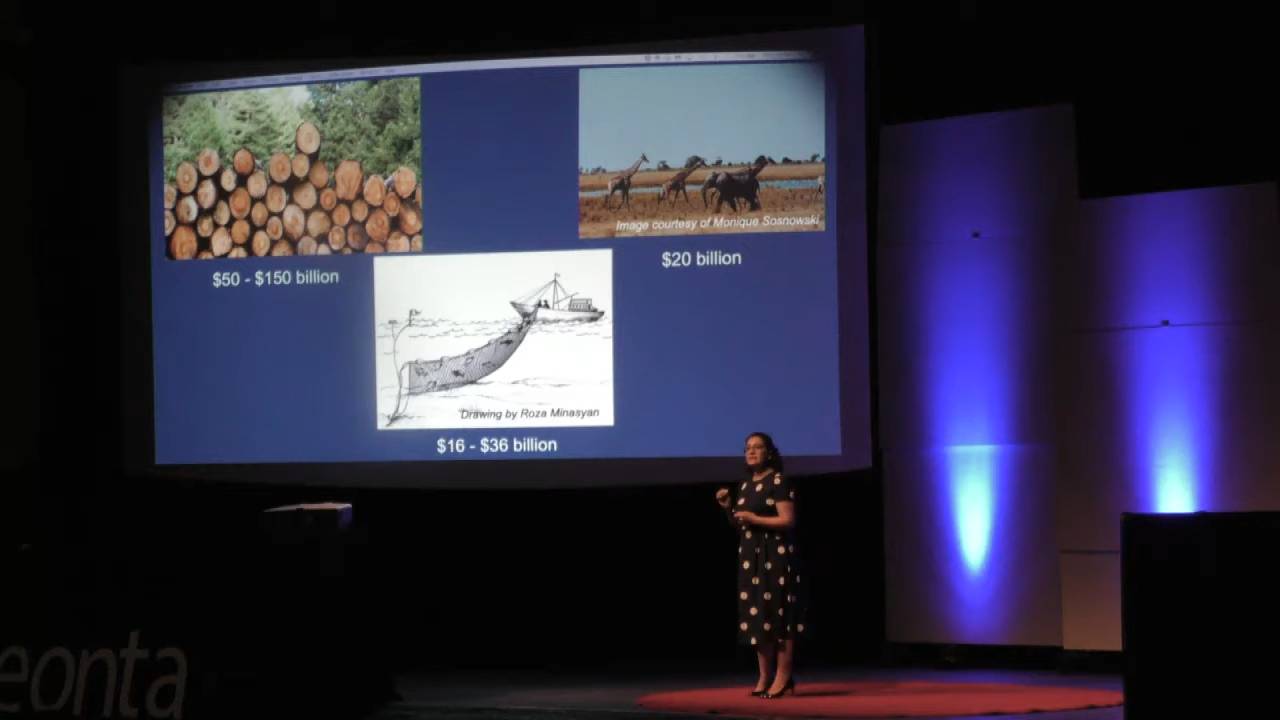 Image courtesy of Monique Sosnowski
$50 - $150 billion
$20 billion
Drawing by Roza Minasyan
$16 - $36 billion
eonta